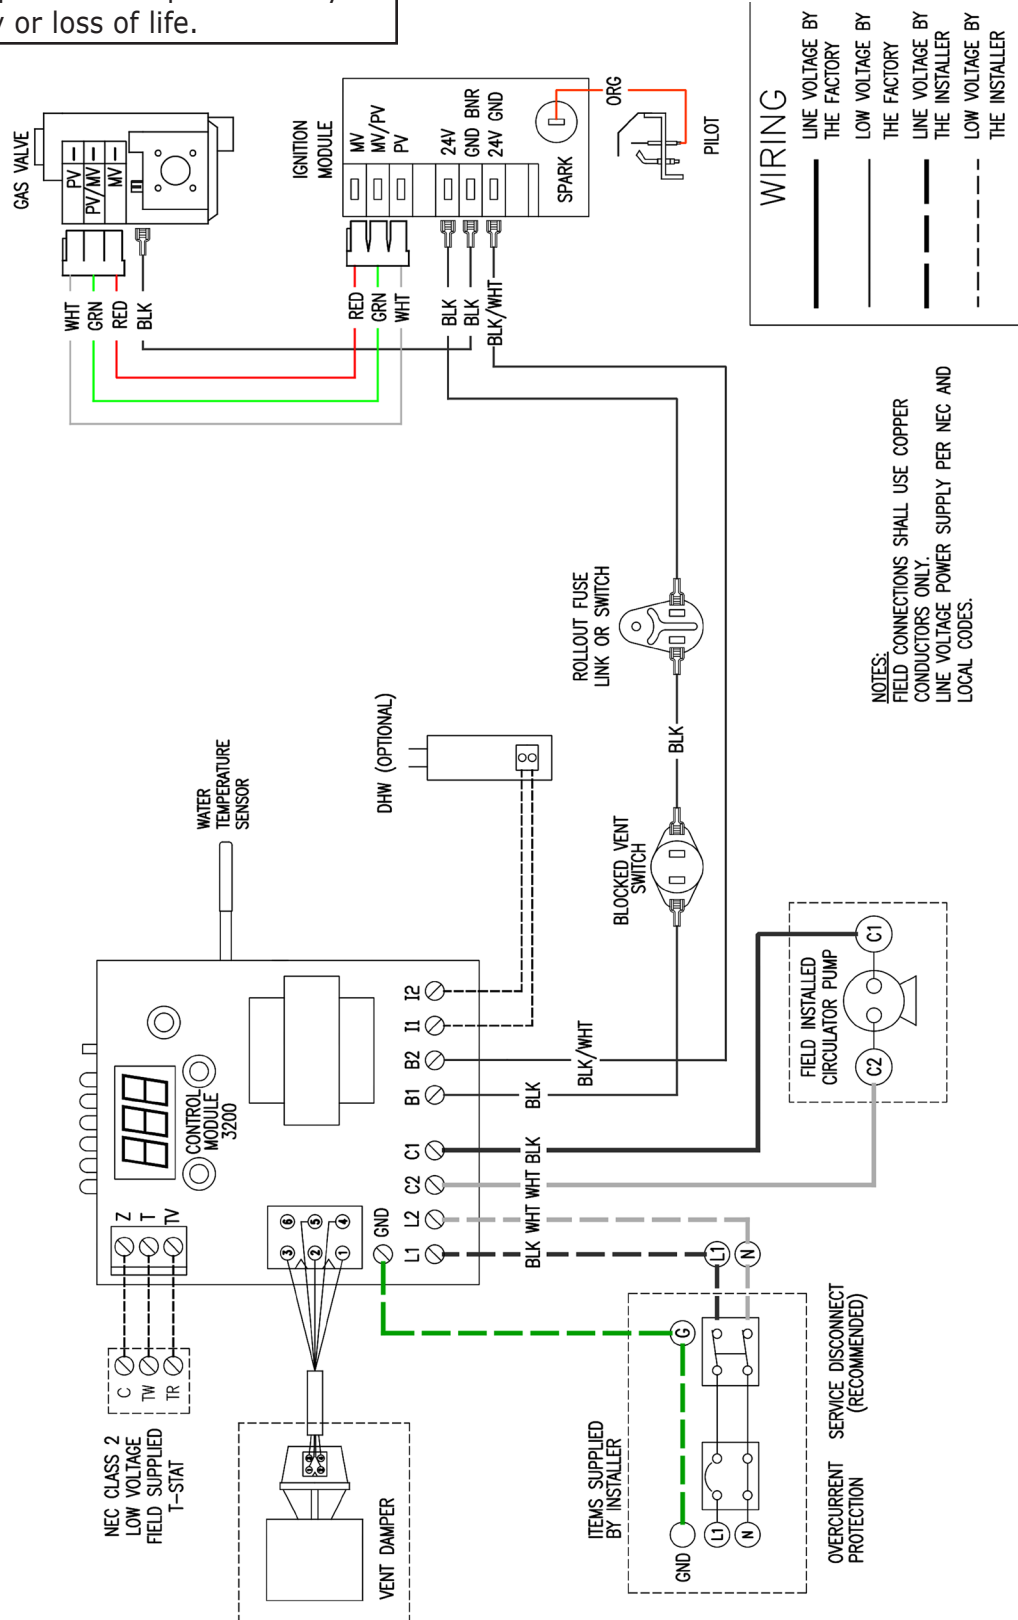 y or loss of life.
WIRING
LINE VOLTAGE BY
THE FACTORY
LOW VOLTAGE BY
THE FACTORY
LINE VOLTAGE BY
THE INSTALLER
LOW VOLTAGE BY
THE INSTALLER
GAS VALVE
PV
PV/MV
MV
WHT
GRN
RED
BLK
IGNITION
MODULE
MV
MV/PV
PV
24V
GND BNR
24V GND
SPARK
ORG
PILOT
RED
GRN
WHT
BLK
BLK
BLK/WHT
NOTES:
FIELD CONNECTIONS SHALL USE COPPER
CONDUCTORS ONLY.
LINE VOLTAGE POWER SUPPLY PER NEC AND
LOCAL CODES.
ROLLOUT FUSE
LINK OR SWITCH
BLK
BLOCKED VENT
SWITCH
DHW (OPTIONAL)
WATER
TEMPERATURE
SENSOR
CONTROL
MODULE
3200
I2
I1
B2
B1
C1
C2
L2
L1
GND
BLK/WHT
BLK
BLK
WHT
WHT
BLK
FIELD INSTALLED
CIRCULATOR PUMP
C1
C2
Z
T
TV
6
5
4
3
2
1
C
TW
TR
NEC CLASS 2
LOW VOLTAGE
FIELD SUPPLIED
T-STAT
VENT DAMPER
L1
N
G
ITEMS SUPPLIED
BY INSTALLER
GND
L1
N
SERVICE DISCONNECT
(RECOMMENDED)
OVERCURRENT
PROTECTION